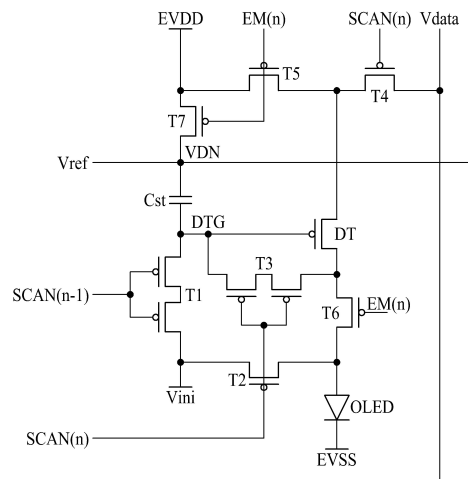 EVDD EM(n) SCAN(n) Vdata
T5
T4
T7
Vref VDN
Cst
DTG DT
T3
SCAN(n-1) T1
T6 EM(n)
T2
Vini
OLED
SCAN(n)
EVSS